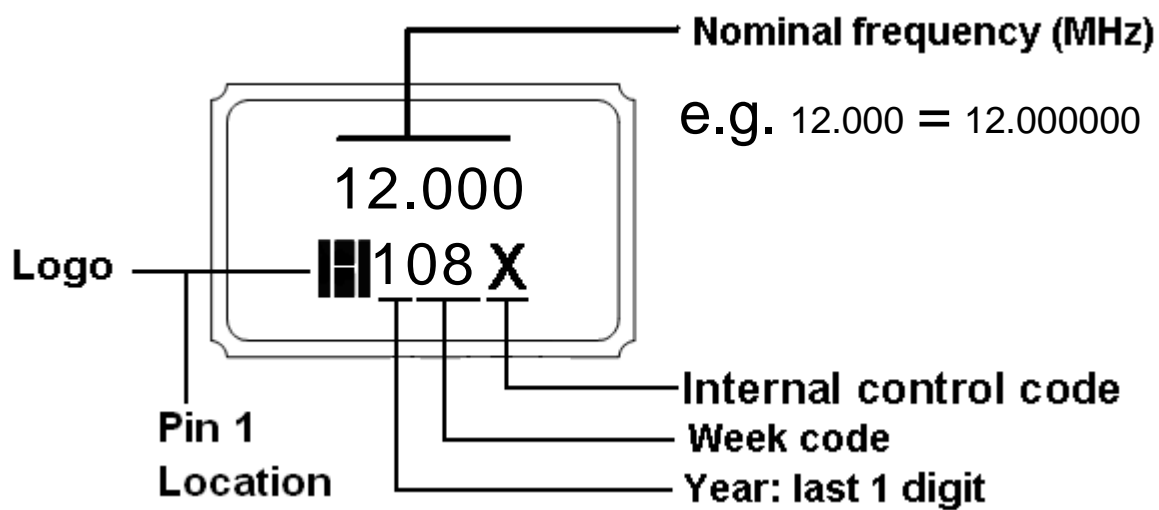 Nominal frequency (MHz)
e.g. 12.000 = 12.000000
12.000
108 X
Logo
Internal control code
Pin 1
Week code
Location
Year: last 1 digit